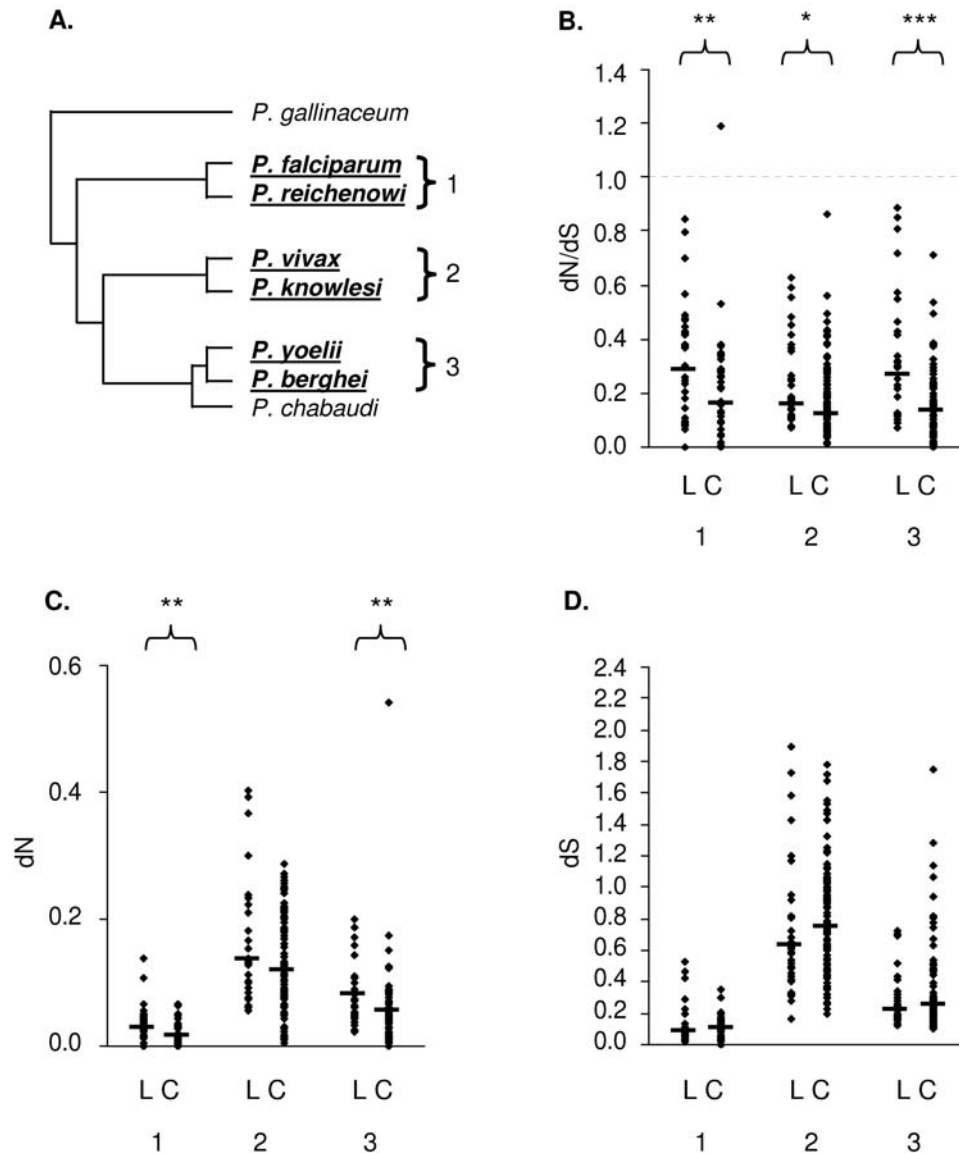 A.
P. gallinaceum
P. falciparum
P. reichenowi
1
P. vivax
P. knowlesi
2
P. yoelii
P. berghei
3
P. chabaudi
B.
** * ***
1.4
1.2
1.0
0.8
0.6
0.4
0.2
0.0
dN/dS
L C L C L C
1 2 3
C.
** **
0.6
0.4
0.2
0.0
dN
L C L C L C
1 2 3
D.
2.4
2.2
2.0
1.8
1.6
1.4
1.2
1.0
0.8
0.6
0.4
0.2
0
dS
L C L C L C
1 2 3